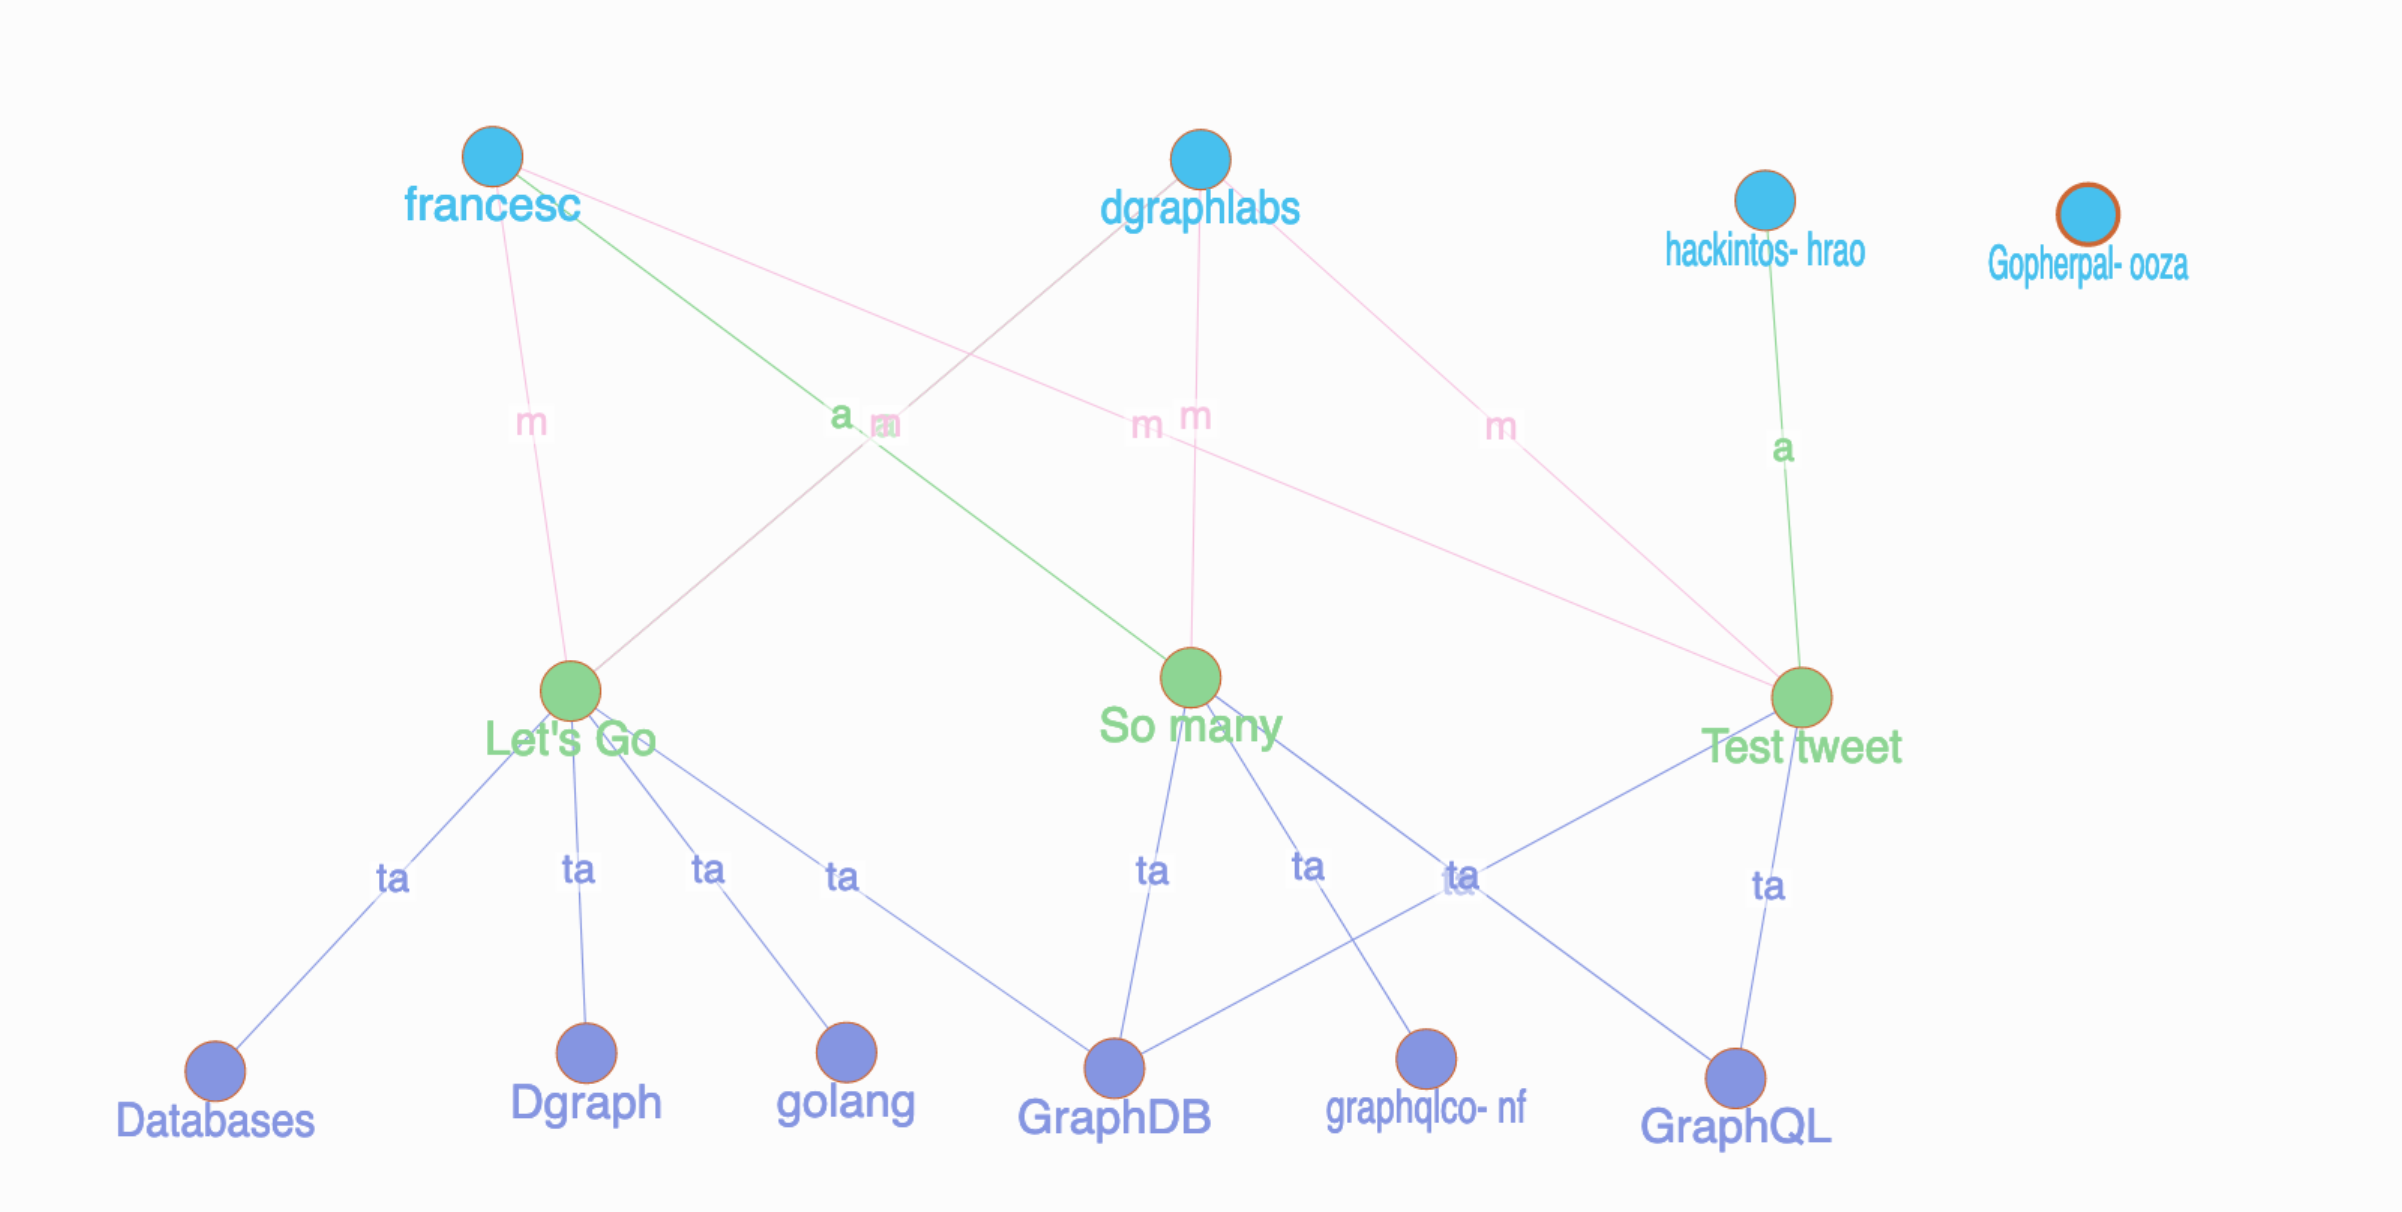 francesc
dgraphlabs
hackintos- hrao
Gopherpal- ooza
m
a
a
m
m
m
m
a
Let's Go
So many
Test tweet
ta
ta
ta
ta
ta
ta
ta
ta
ta
Databases
Dgraph
golang
GraphDB
graphqlco- nf
GraphQL